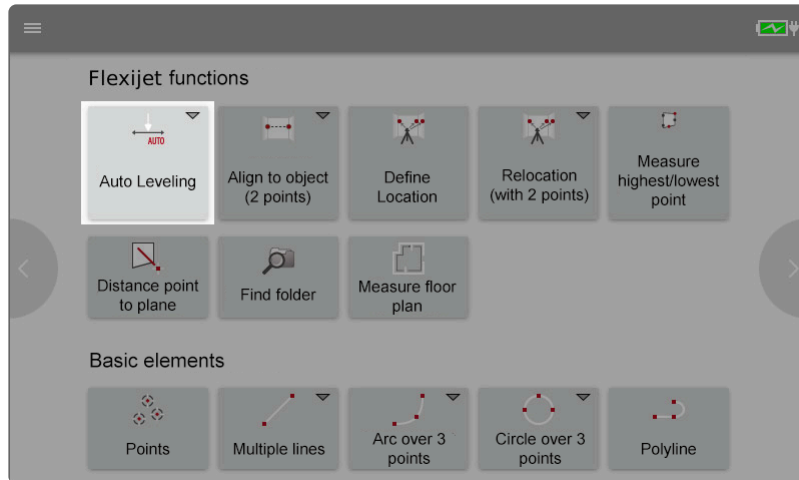 Flexijet functions
AUTO
Auto Leveling
Align to object
(2 points)
Define
Location
Relocation
(with 2 points)
Measure
highest/lowest
point
Distance point
to plane
Find folder
Measure floor
plan
Basic elements
Points
Multiple lines
Arc over 3
points
Circle over 3
points
Polyline